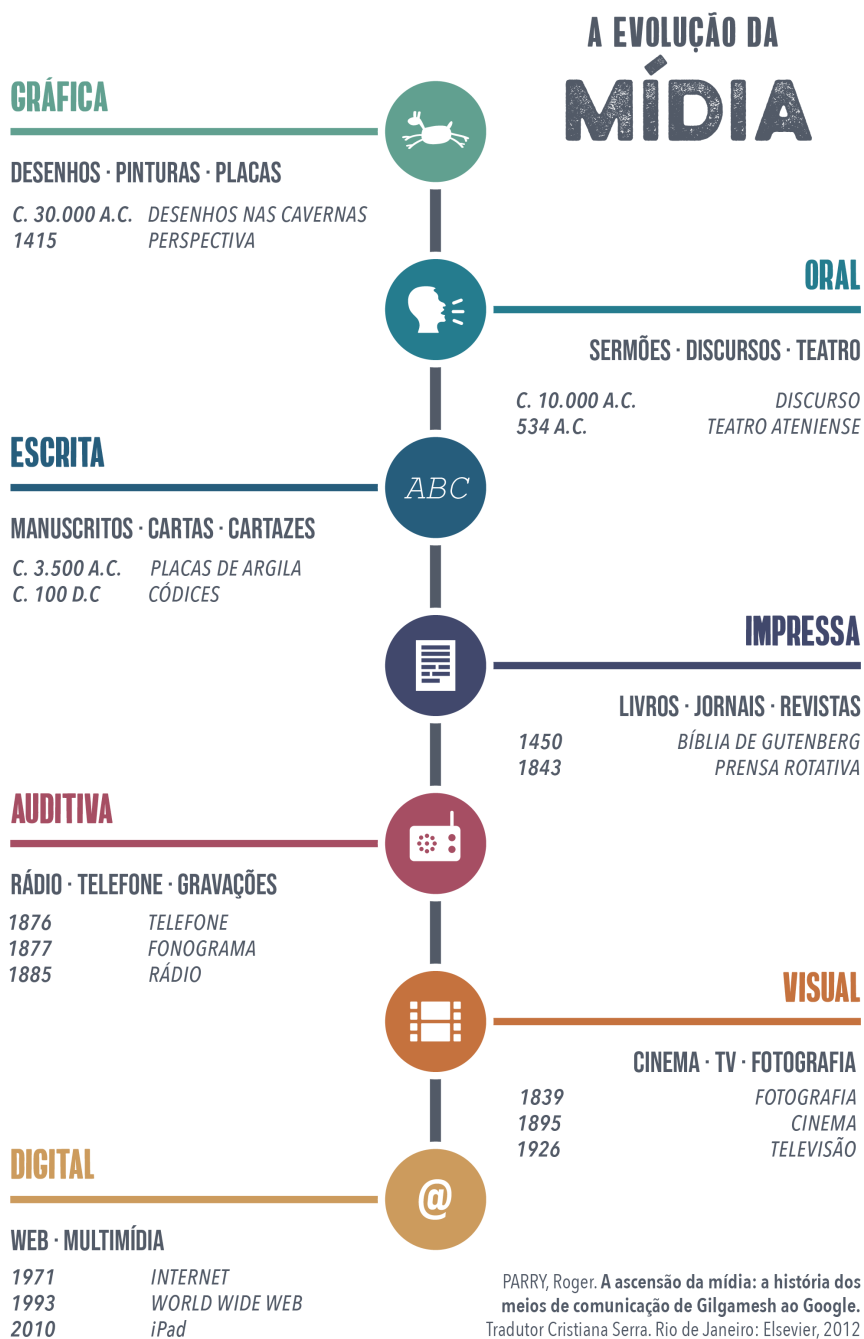 A EVOLUÇÃO DA
MÍDIA
GRÁFICA
DESENHOS · PINTURAS · PLACAS
C. 30.000 A.C. DESENHOS NAS CAVERNAS
1415 PERSPECTIVA
ORAL
SERMÕES · DISCURSOS · TEATRO
C. 10.000 A.C. DISCURSO
534 A.C. TEATRO ATENIENSE
ESCRITA
ABC
MANUSCRITOS · CARTAS · CARTAZES
C. 3.500 A.C. PLACAS DE ARGILA
C. 100 D.C CÓDICES
IMPRESSA
LIVROS · JORNAIS · REVISTAS
1450 BÍBLIA DE GUTENBERG
1843 PRENSA ROTATIVA
AUDITIVA
RÁDIO · TELEFONE · GRAVAÇÕES
1876 TELEFONE
1877 FONOGRAMA
1885 RÁDIO
VISUAL
CINEMA · TV · FOTOGRAFIA
1839 FOTOGRAFIA
1895 CINEMA
1926 TELEVISÃO
DIGITAL
@
WEB · MULTIMÍDIA
1971 INTERNET
1993 WORLD WIDE WEB
2010 iPad
PARRY, Roger. A ascensão da mídia: a história dos
meios de comunicação de Gilgamesh ao Google.
Tradutor Cristiana Serra. Rio de Janeiro: Elsevier, 2012